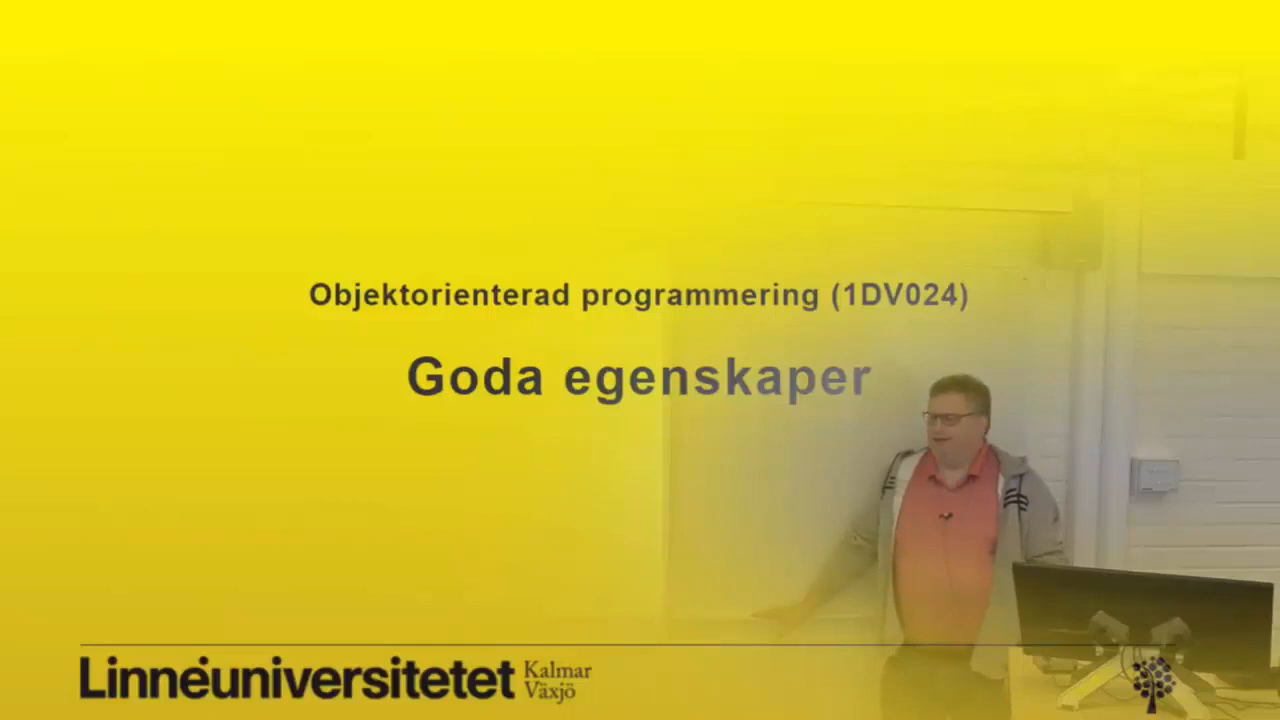 Objektorienterad programmering (1DV024)
Goda egenskaper
Linnéuniversitetet
Kalmar
Växjö